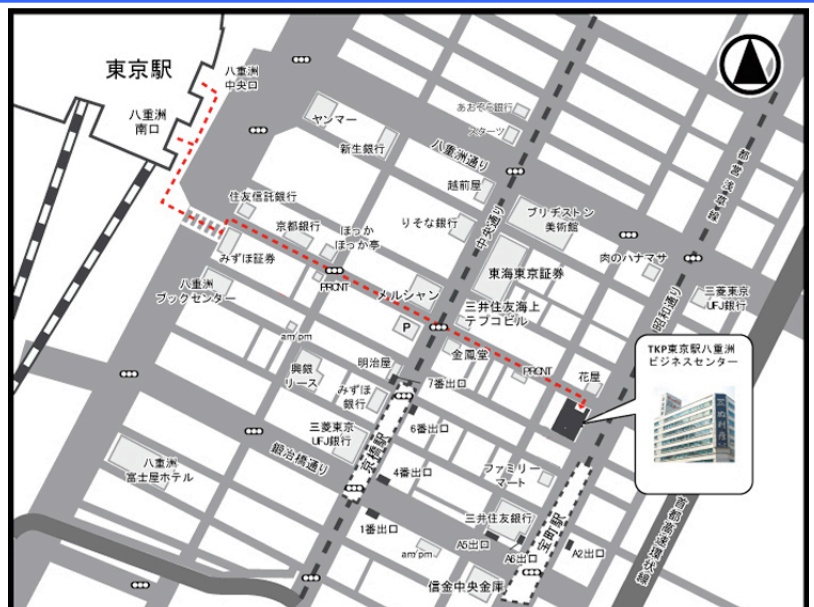 東京駅
八重洲
中央口
八重洲
南口
ヤンマー
新生銀行
あおぞら銀行
スターツ
八重洲通り
越前屋
都営浅草線
住友信託銀行
京都銀行
ほっか
ほっか亭
りそな銀行
中央通り
ブリヂストン
美術館
みずほ証券
八重洲
ブックセンター
PRONT
メルシャン
東海東京証券
肉のハナマサ
三菱東京
UFJ銀行
昭和通り
三井住友海上
テプコビル
P
am pm
興銀
リース
明治屋
金鳳堂
PRONT
花屋
TKP東京駅八重洲
ビジネスセンター
7番出口
みずほ
銀行
三菱東京
UFJ銀行
6番出口
京橋駅
鍛冶橋通り
八重洲
富士屋ホテル
4番出口
ファミリー
マート
1番出口
三井住友銀行
宝町駅
am pm
A5出口
A6出口
A2出口
信金中央金庫
首都高速環状線